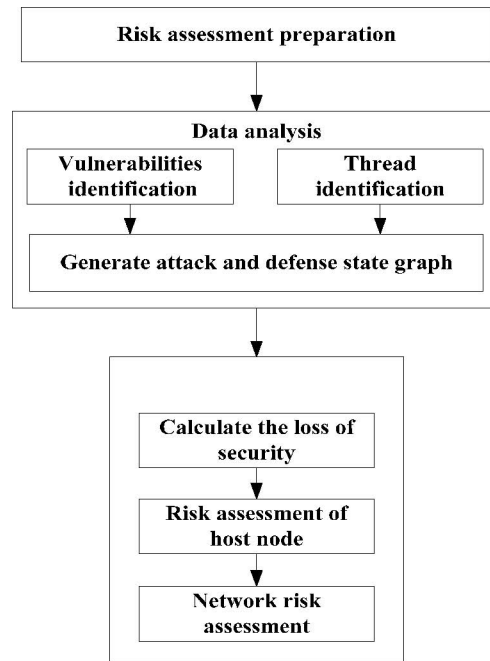 Risk assessment preparation
Data analysis
Vulnerabilities
identification
Thread
identification
Generate attack and defense state graph
Calculate the loss of
security
Risk assessment of
host node
Network risk
assessment